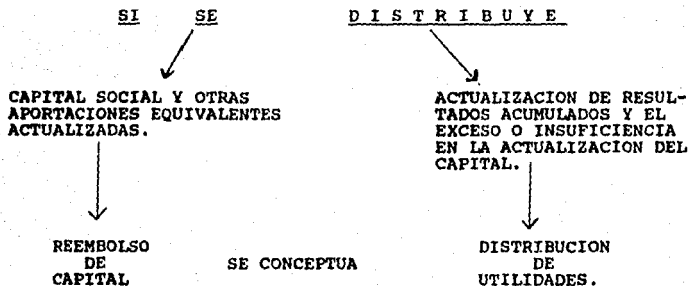 SI SE D I S T R I B U Y E
CAPITAL SOCIAL Y OTRAS
APORTACIONES EQUIVALENTES
ACTUALIZADAS.
ACTUALIZACION DE RESUL-
TADOS ACUMULADOS Y EL
EXCESO O INSUFICIENCIA
EN LA ACTUALIZACION DEL
CAPITAL.
REEMBOLSO
DE
CAPITAL
SE CONCEPTUA
DISTRIBUCION
DE
UTILIDADES.